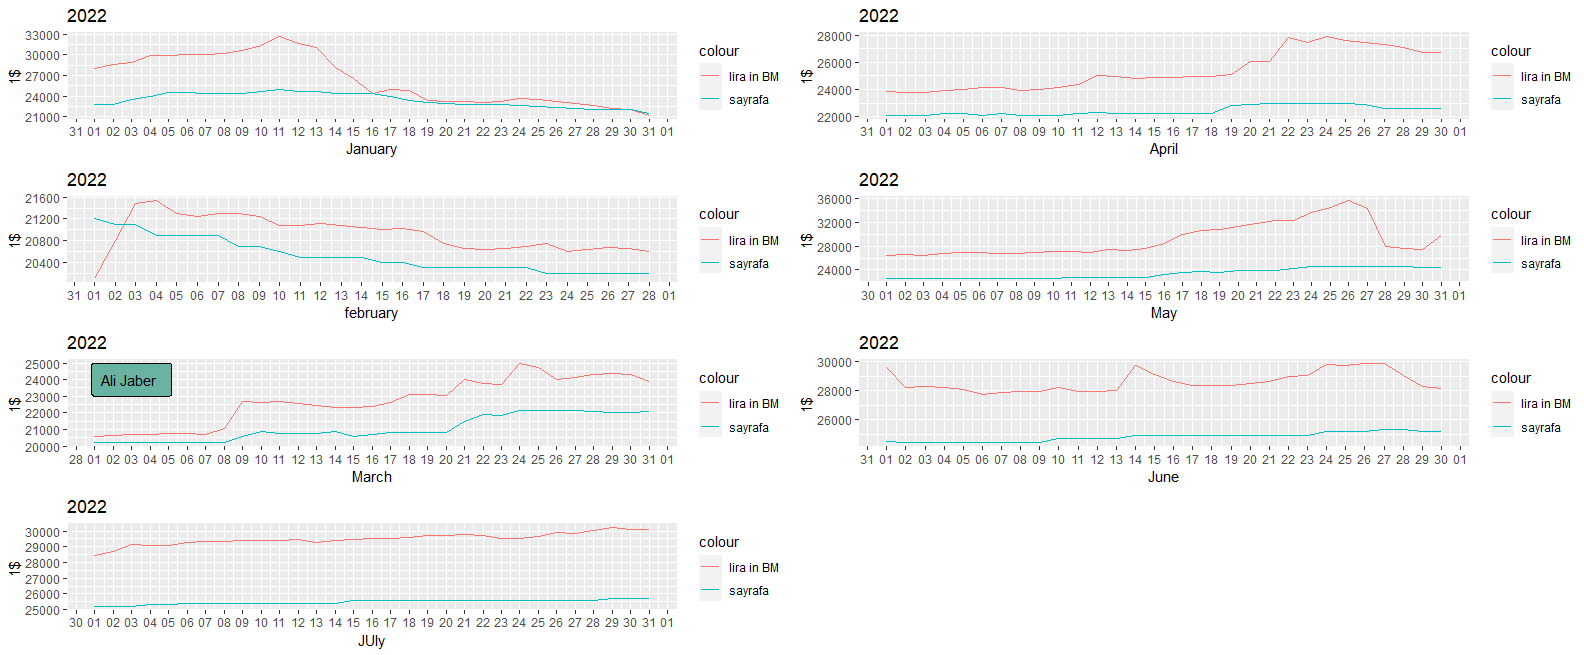 2022
33000
30000
27000
24000
21000
1$
31 01 02 03 04 05 06 07 08 09 10 11 12 13 14 15 16 17 18 19 20 21 22 23 24 25 26 27 28 29 30 31 01
January
colour
lira in BM
sayrafa
2022
28000
26000
24000
22000
1$
31 01 02 03 04 05 06 07 08 09 10 11 12 13 14 15 16 17 18 19 20 21 22 23 24 25 26 27 28 29 30 01
April
colour
lira in BM
sayrafa
2022
21600
21200
20800
20400
1$
31 01 02 03 04 05 06 07 08 09 10 11 12 13 14 15 16 17 18 19 20 21 22 23 24 25 26 27 28 01
february
colour
lira in BM
sayrafa
2022
36000
32000
28000
24000
1$
31 01 02 03 04 05 06 07 08 09 10 11 12 13 14 15 16 17 18 19 20 21 22 23 24 25 26 27 28 29 30 31 01
May
colour
lira in BM
sayrafa
2022
25000
24000
23000
22000
21000
20000
1$
Ali Jaber
28 01 02 03 04 05 06 07 08 09 10 11 12 13 14 15 16 17 18 19 20 21 22 23 24 25 26 27 28 29 30 31 01
March
colour
lira in BM
sayrafa
2022
30000
28000
26000
1$
31 01 02 03 04 05 06 07 08 09 10 11 12 13 14 15 16 17 18 19 20 21 22 23 24 25 26 27 28 29 30 01
June
colour
lira in BM
sayrafa
2022
30000
29000
28000
27000
26000
25000
1$
30 01 02 03 04 05 06 07 08 09 10 11 12 13 14 15 16 17 18 19 20 21 22 23 24 25 26 27 28 29 30 31 01
JUly
colour
lira in BM
sayrafa